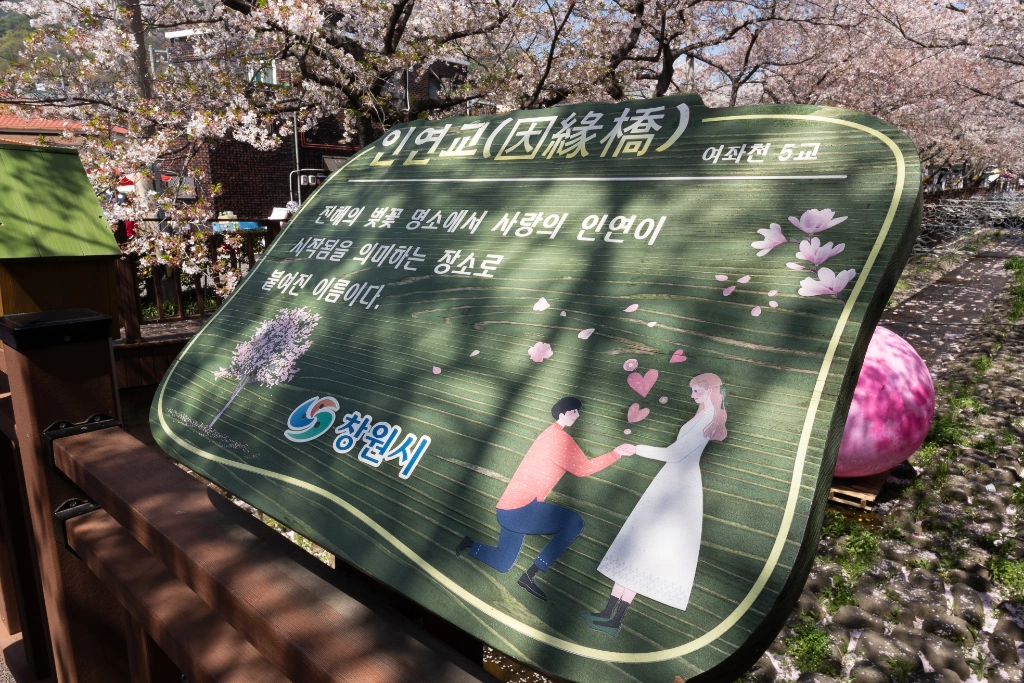 인연교(因緣橋)
여좌천 5교
진해의 벚꽃 명소에서 사랑의 인연이
시작됨을 의미하는 장소로
붙여진 이름이다.
창원시